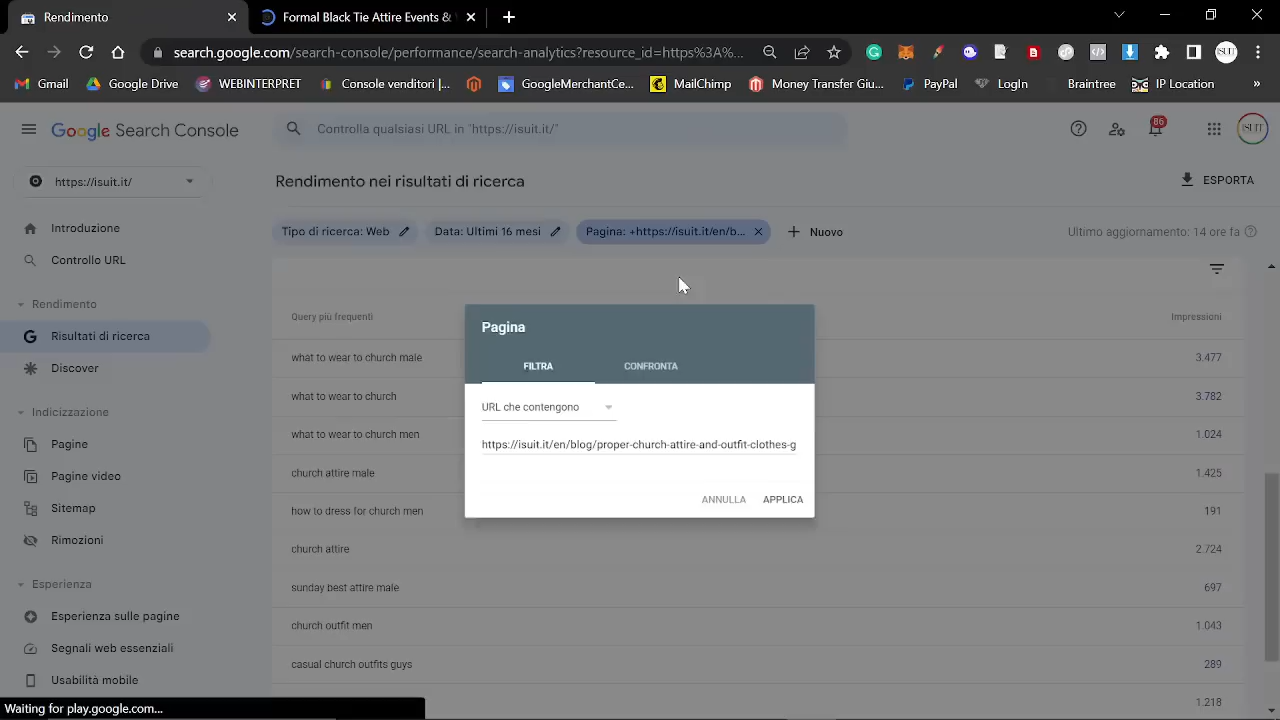 Rendimento
Formal Black Tie Attire Events &
search.google.com/search-console/performance/search-analytics?resource_id=https%3A%...
Gmail
Google Drive
WEBINTERPRET
Console venditori |...
GoogleMerchantCe...
MailChimp
Money Transfer Giu...
PayPal
LogIn
Braintree
IP Location
»
Google Search Console
Controlla qualsiasi URL in "https://isuit.it/"
86
ISUIT
https://isuit.it/
Rendimento nei risultati di ricerca
ESPORTA
Introduzione
Tipo di ricerca: Web
Data: Ultimi 16 mesi
Pagina: +https://isuit.it/en/b...
Nuovo
Ultimo aggiornamento: 14 ore fa
Controllo URL
Rendimento
Risultati di ricerca
Discover
Indicizzazione
Pagine
Pagine video
Sitemap
Rimozioni
Esperienza
Esperienza sulle pagine
Segnali web essenziali
Usabilità mobile
Query più frequenti
Impressioni
what to wear to church male
3.477
what to wear to church
3.782
what to wear to church men
1.024
church attire male
1.425
how to dress for church men
191
church attire
2.724
sunday best attire male
697
church outfit men
1.043
casual church outfits guys
289
1.218
Pagina
FILTRA
CONFRONTA
URL che contengono
https://isuit.it/en/blog/proper-church-attire-and-outfit-clothes-g
ANNULLA
APPLICA
Waiting for play.google.com...